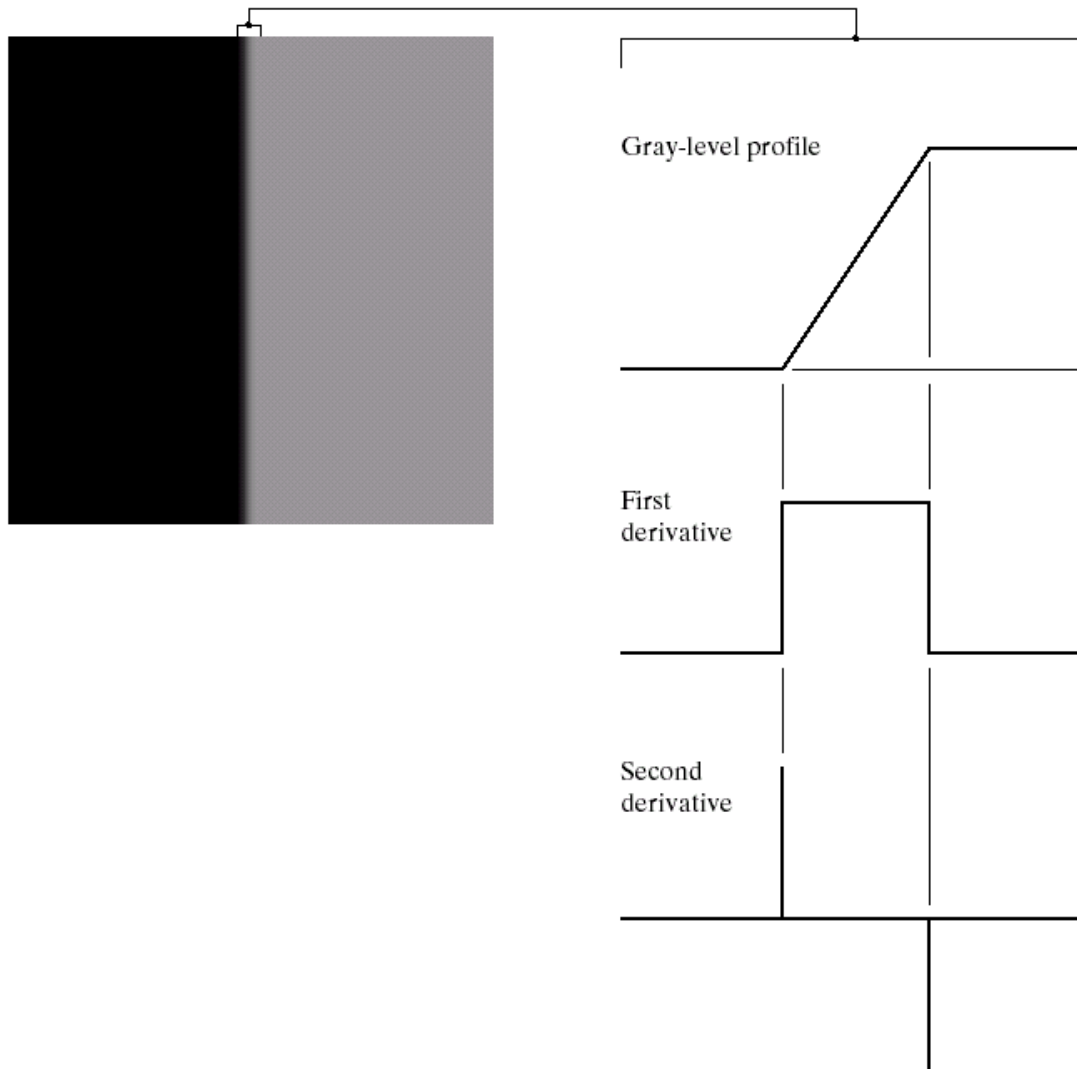 Gray-level profile
First
derivative
Second
derivative